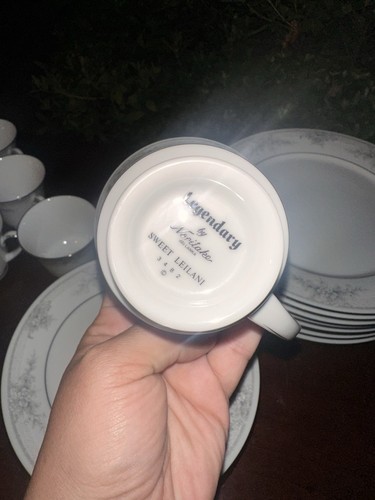 Legendary
by
Noritake
SWEET LEILANI
3482
©